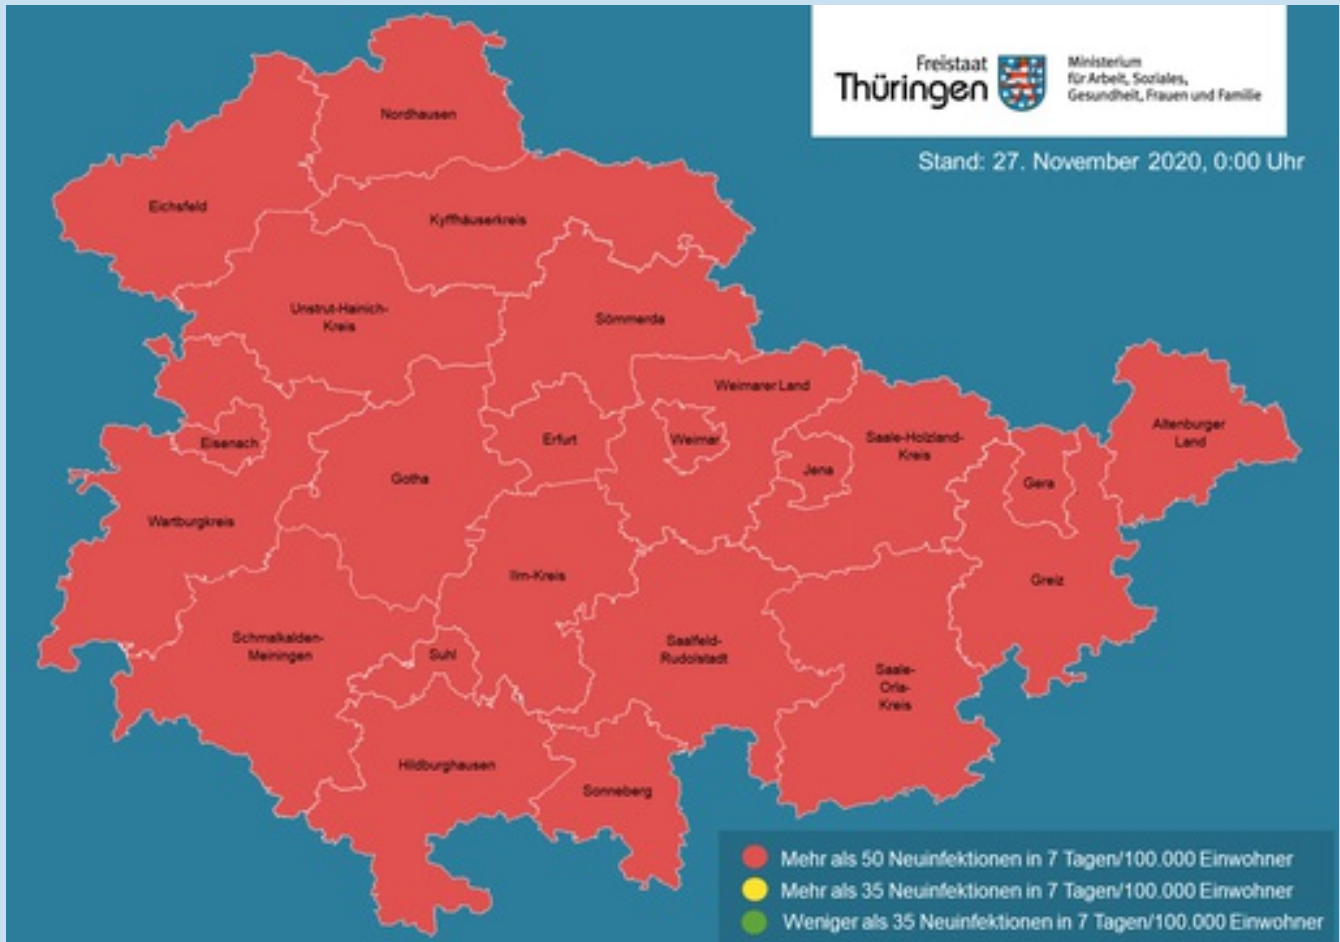 Freistaat
Thüringen
Ministerium
für Arbeit, Soziales,
Gesundheit, Frauen und Familie
Stand: 27. November 2020, 0:00 Uhr
Nordhausen
Eichsfeld
Kyffhäuserkreis
Unstrut-Hainich-
Kreis
Sömmerda
Weimarer Land
Eisenach
Erfurt
Weimar
Saale-Holzland-
Kreis
Altenburger
Land
Jena
Gotha
Gera
Wartburgkreis
Ilm-Kreis
Greiz
Schmalkalden-
Meiningen
Suhl
Saalfeld-
Rudolstadt
Saale-
Orla-
Kreis
Hildburghausen
Sonneberg
Mehr als 50 Neuinfektionen in 7 Tagen/100.000 Einwohner
Mehr als 35 Neuinfektionen in 7 Tagen/100.000 Einwohner
Weniger als 35 Neuinfektionen in 7 Tagen/100.000 Einwohner